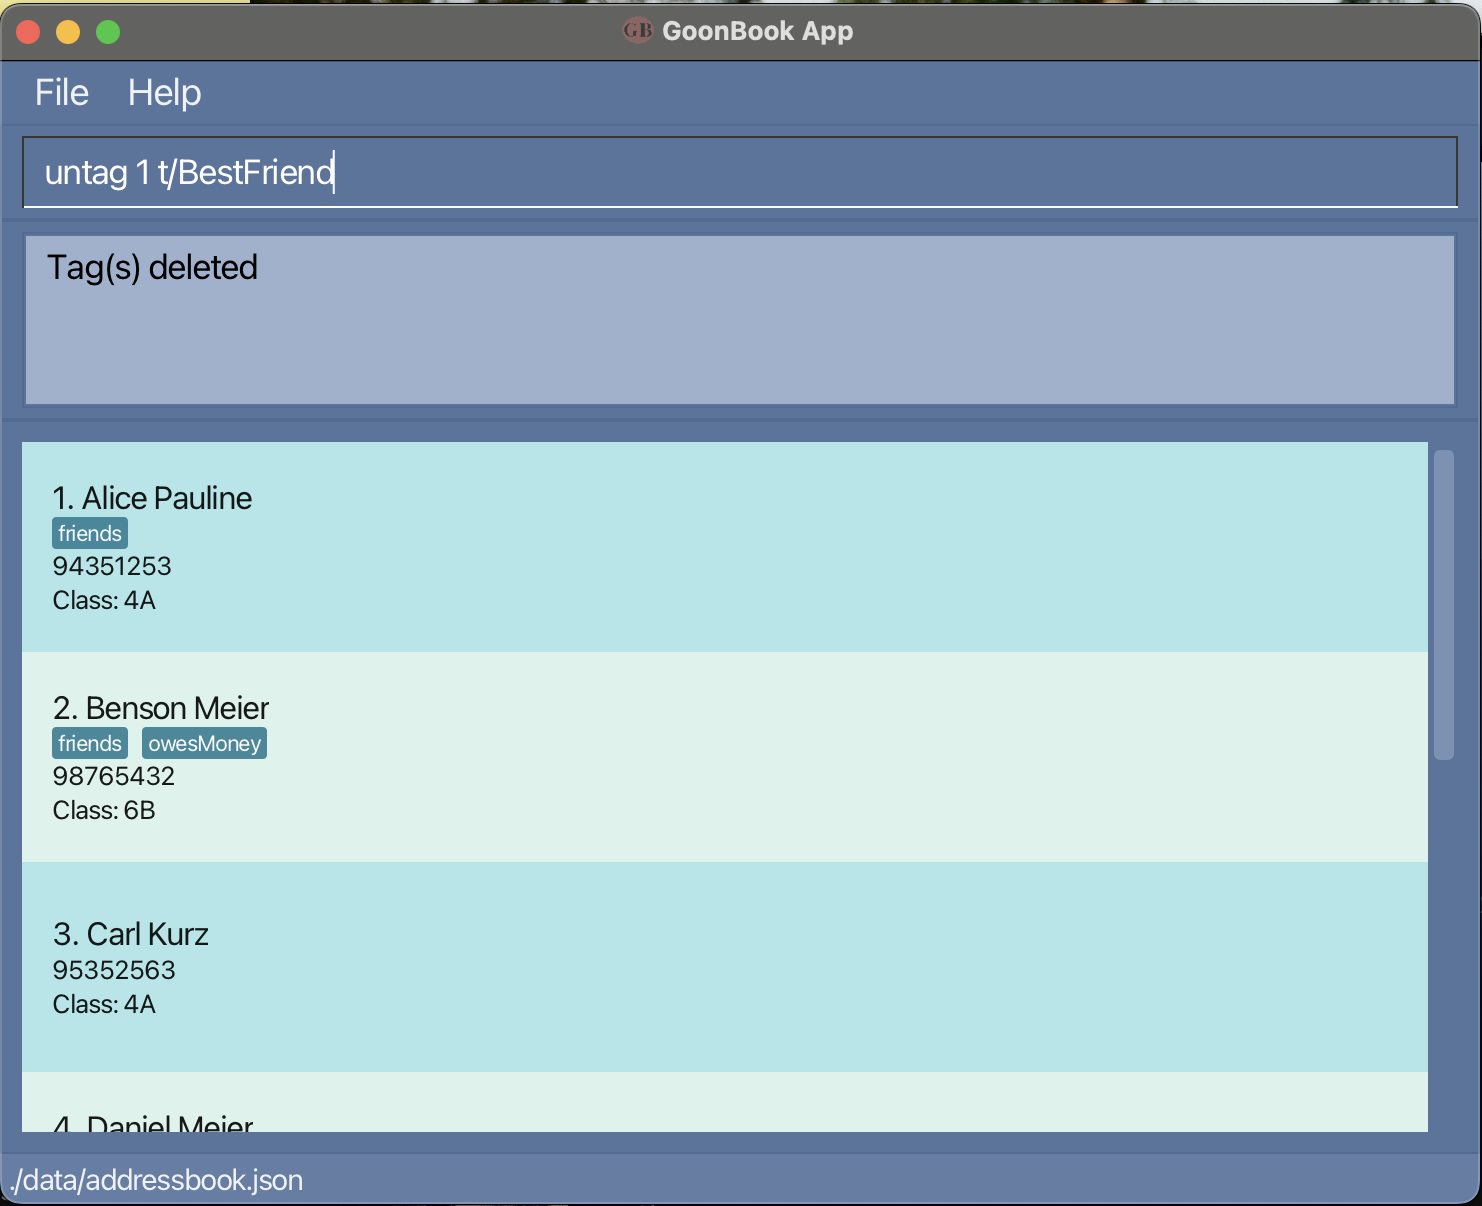 GB GoonBook App
File Help
untag 1 t/BestFriend
Tag(s) deleted
1. Alice Pauline
friends
94351253
Class: 4A
2. Benson Meier
friends owesMoney
98765432
Class: 6B
3. Carl Kurz
95352563
Class: 4A
4. Daniel Meier
./data/addressbook.json